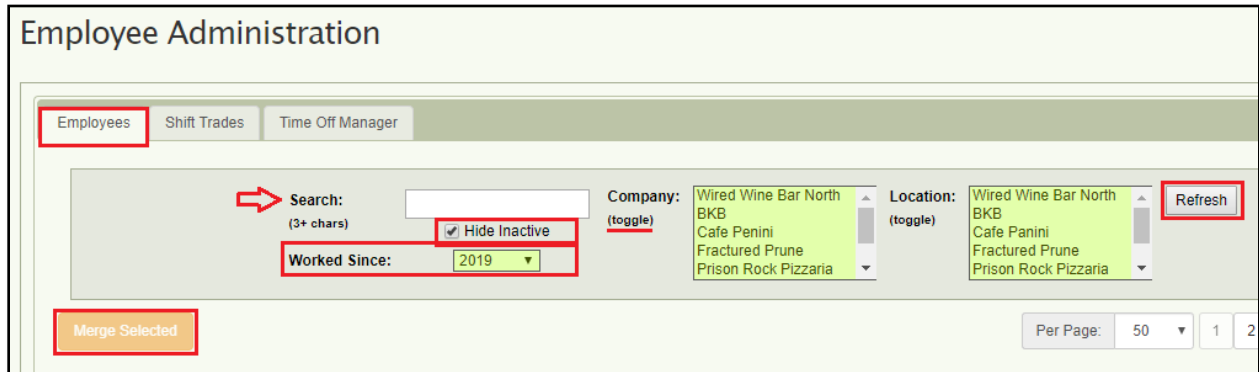 Employee Administration
Employees Shift Trades Time Off Manager
Search: Company: Wired Wine Bar North Location: Wired Wine Bar North Refresh
(3+ chars) (toggle) BKB (toggle) BKB
Hide Inactive Cafe Penini Cafe Panini
Fractured Prune Fractured Prune
Worked Since: 2019 Prison Rock Pizzaria Prison Rock Pizzaria
Merge Selected Per Page: 50 1 2